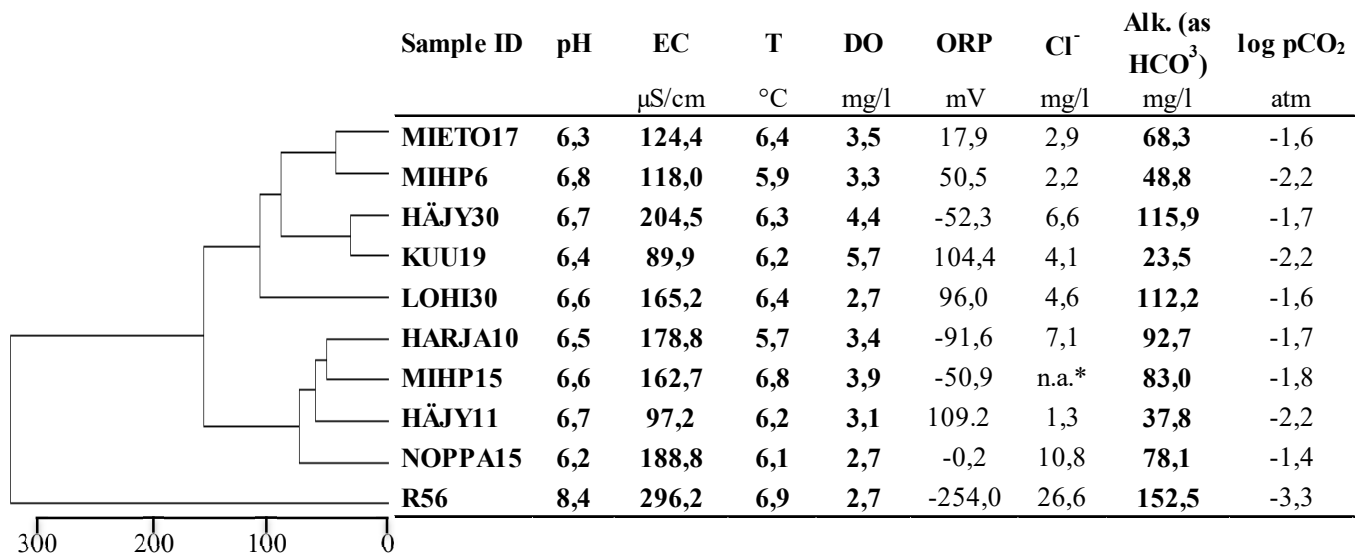 Sample ID pH EC T DO ORP Cl⁻ Alk. (as HCO³) log pCO₂
µS/cm °C mg/l mV mg/l mg/l atm
MIETO17 6,3 124,4 6,4 3,5 17,9 2,9 68,3 -1,6
MIHP6 6,8 118,0 5,9 3,3 50,5 2,2 48,8 -2,2
HÄJY30 6,7 204,5 6,3 4,4 -52,3 6,6 115,9 -1,7
KUU19 6,4 89,9 6,2 5,7 104,4 4,1 23,5 -2,2
LOHI30 6,6 165,2 6,4 2,7 96,0 4,6 112,2 -1,6
HARJA10 6,5 178,8 5,7 3,4 -91,6 7,1 92,7 -1,7
MIHP15 6,6 162,7 6,8 3,9 -50,9 n.a.* 83,0 -1,8
HÄJY11 6,7 97,2 6,2 3,1 109.2 1,3 37,8 -2,2
NOPPA15 6,2 188,8 6,1 2,7 -0,2 10,8 78,1 -1,4
R56 8,4 296,2 6,9 2,7 -254,0 26,6 152,5 -3,3
300 200 100 0